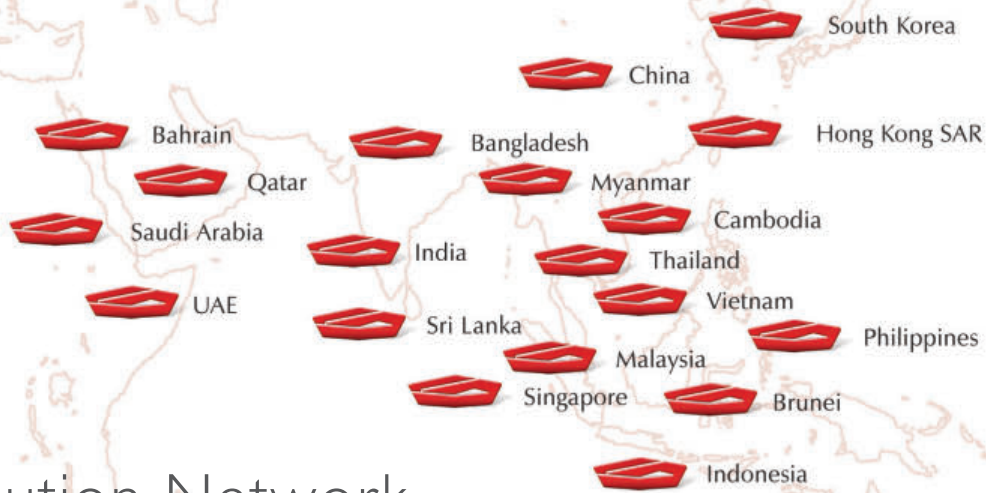 South Korea
China
Bahrain
Bangladesh
Hong Kong SAR
Qatar
Myanmar
Cambodia
Saudi Arabia
India
Thailand
UAE
Vietnam
Sri Lanka
Philippines
Malaysia
Singapore
Brunei
Indonesia
Network